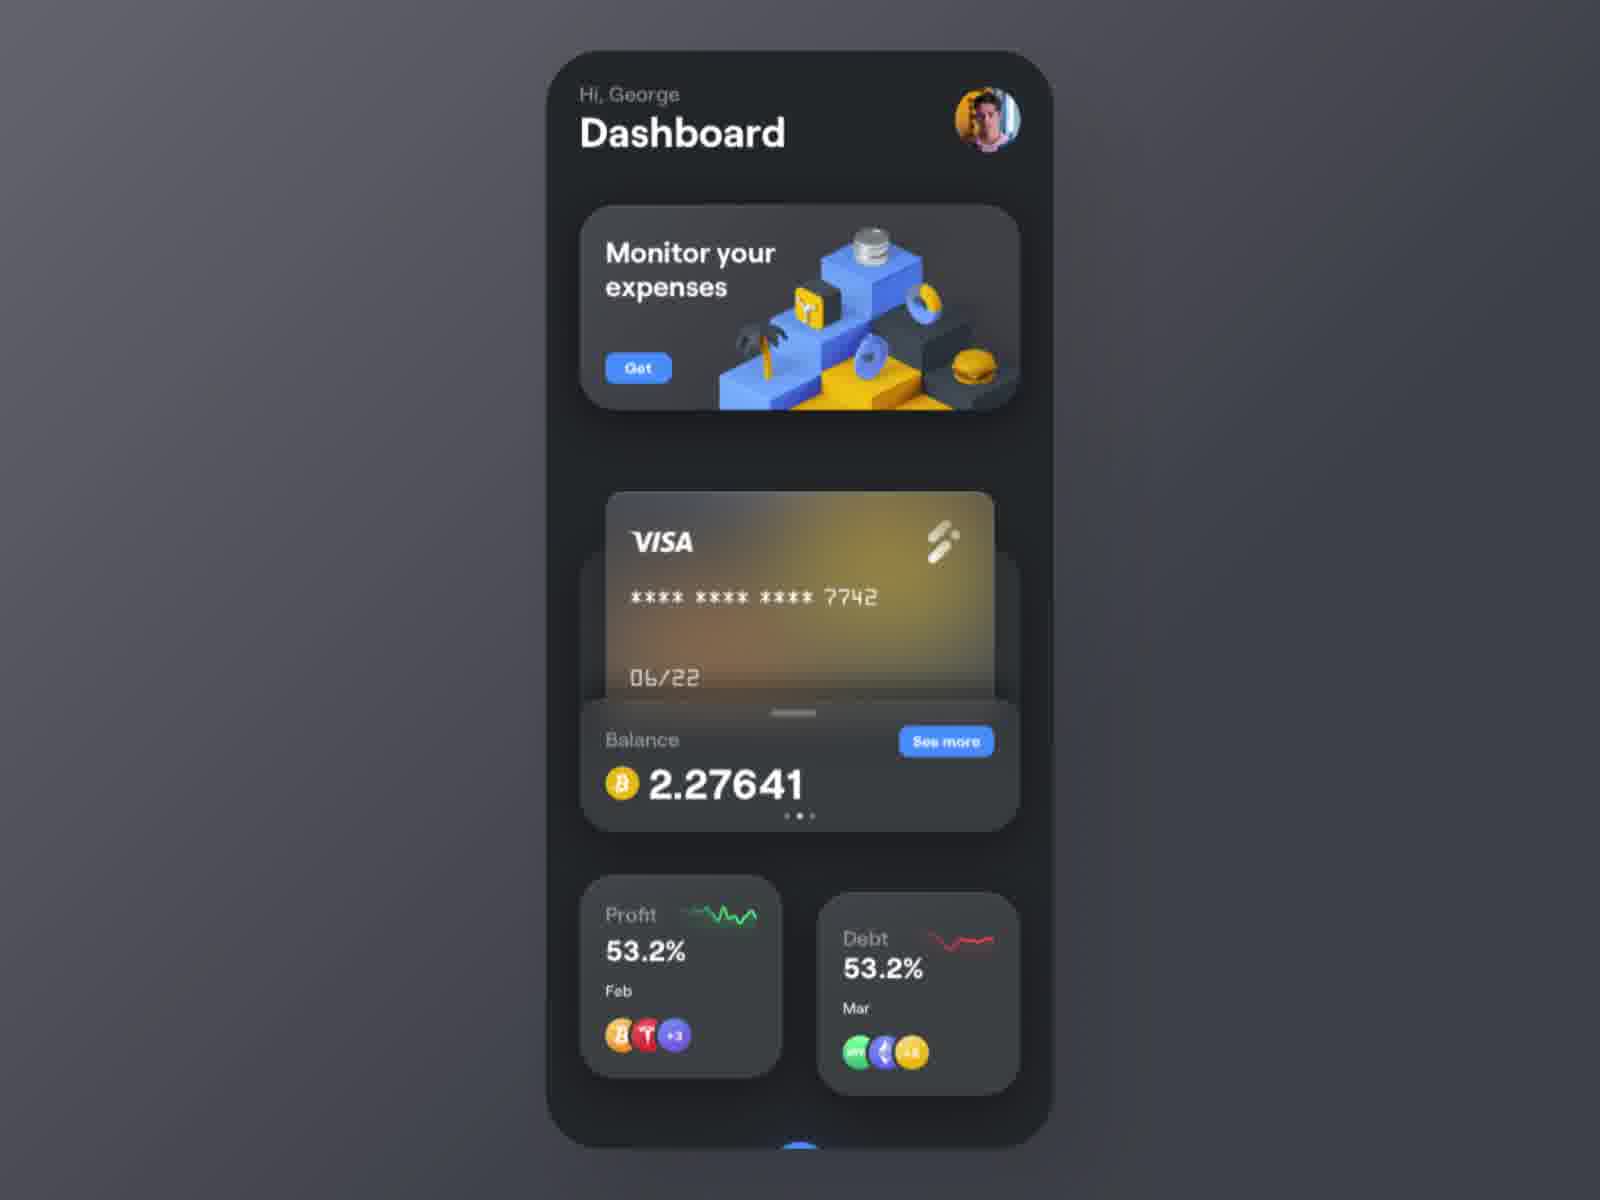 Hi, George
Dashboard
Monitor your
expenses
Get
VISA
**** **** **** 7742
06/22
Balance
See more
2.27641
Profit
53.2%
Feb
+3
Debt
53.2%
Mar